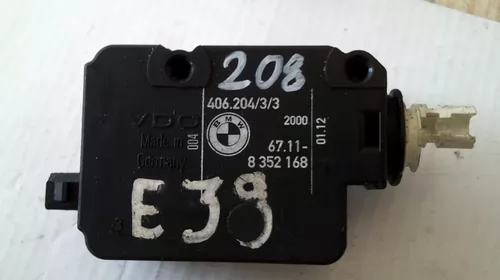 208
406.204/3/3
VDO
Made in
Germany
004
BMW
2000
01.12
67.11-
8 352 168
E39